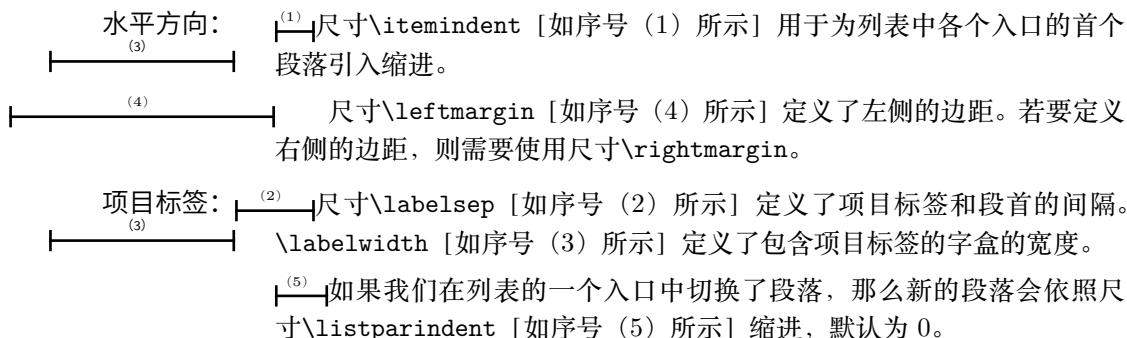 水平方向： (1) 尺寸\itemindent［如序号（1）所示］用于为列表中各个入口的首个
(3) 段落引入缩进。
(4) 尺寸\leftmargin［如序号（4）所示］定义了左侧的边距。若要定义
右侧的边距，则需要使用尺寸\rightmargin。
项目标签： (2) 尺寸\labelsep［如序号（2）所示］定义了项目标签和段首的间隔。
(3) \labelwidth［如序号（3）所示］定义了包含项目标签的字盒的宽度。
(5) 如果我们在列表的一个入口中切换了段落，那么新的段落会依照尺
寸\listparindent［如序号（5）所示］缩进，默认为 0。